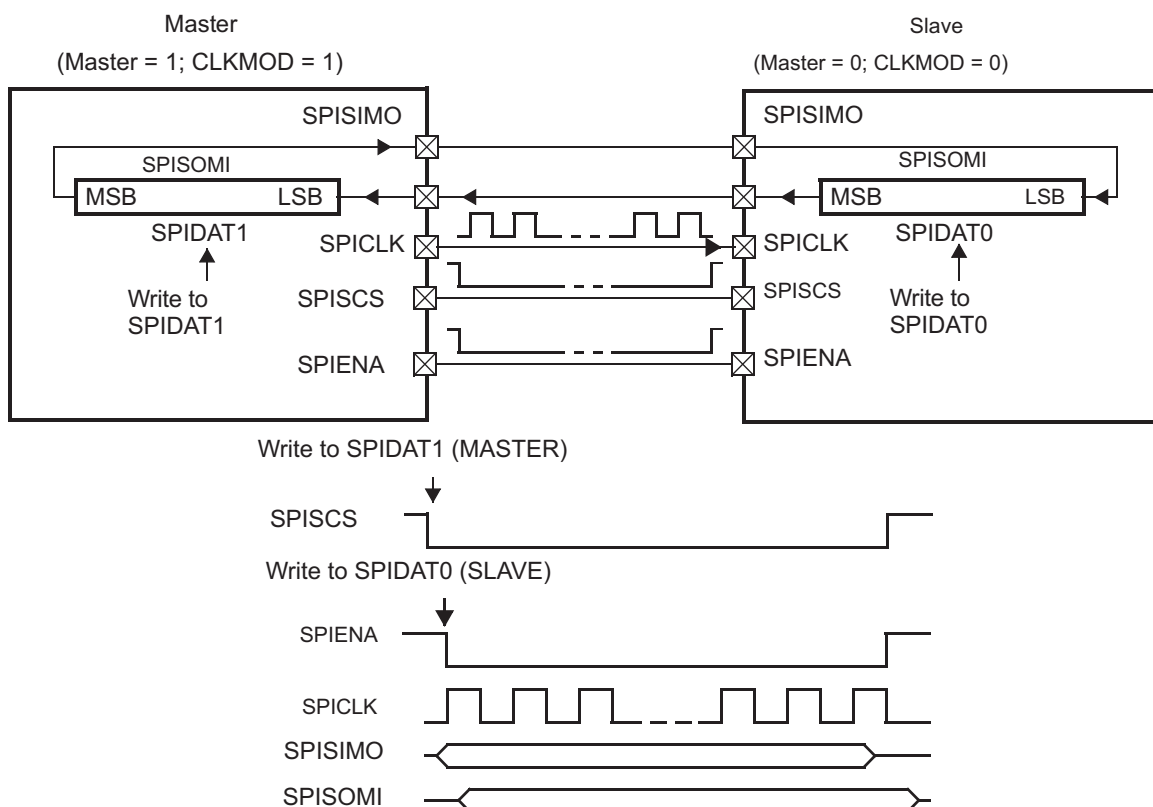 Master
(Master = 1; CLKMOD = 1)
Slave
(Master = 0; CLKMOD = 0)
SPISIMO
SPISOMI
MSB LSB
SPIDAT1
Write to
SPIDAT1
SPICLK
SPISCS
SPIENA
SPISIMO
SPISOMI
MSB LSB
SPICLK
SPIDAT0
SPISCS
Write to
SPIDAT0
SPIENA
Write to SPIDAT1 (MASTER)
SPISCS
Write to SPIDAT0 (SLAVE)
SPIENA
SPICLK
SPISIMO
SPISOMI